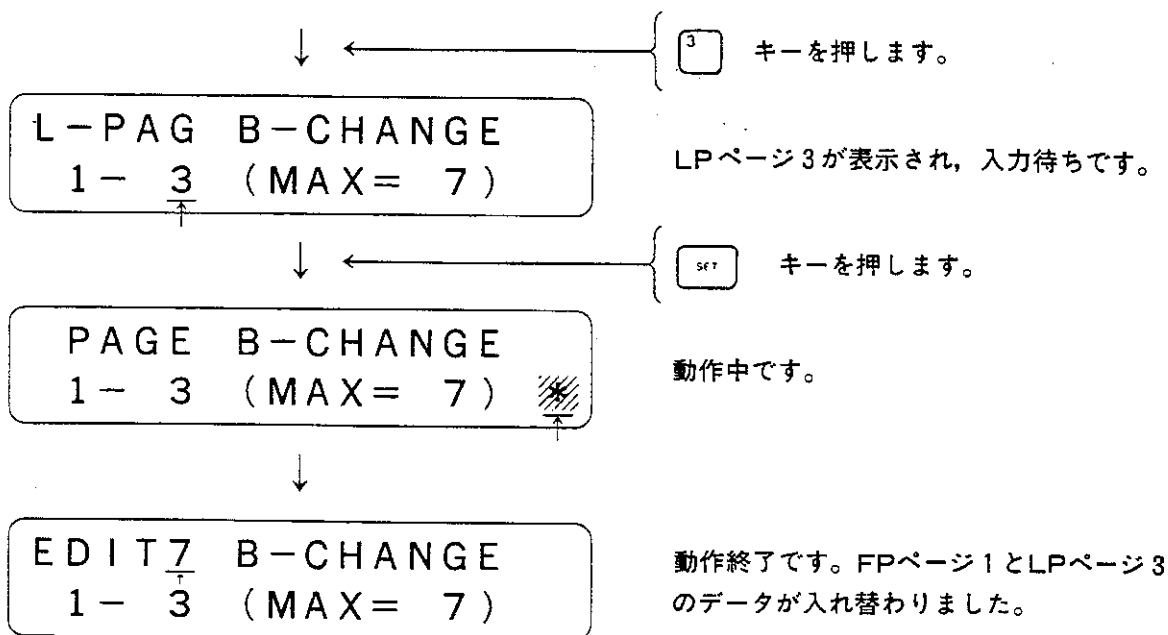 3 キーを押します。
L-PAG B-CHANGE
1- 3 (MAX= 7)
LPページ3が表示され，入力待ちです。
SET キーを押します。
PAGE B-CHANGE
1- 3 (MAX= 7) *
動作中です。
EDIT7 B-CHANGE
1- 3 (MAX= 7)
動作終了です。FPページ1とLPページ3
のデータが入れ替わりました。